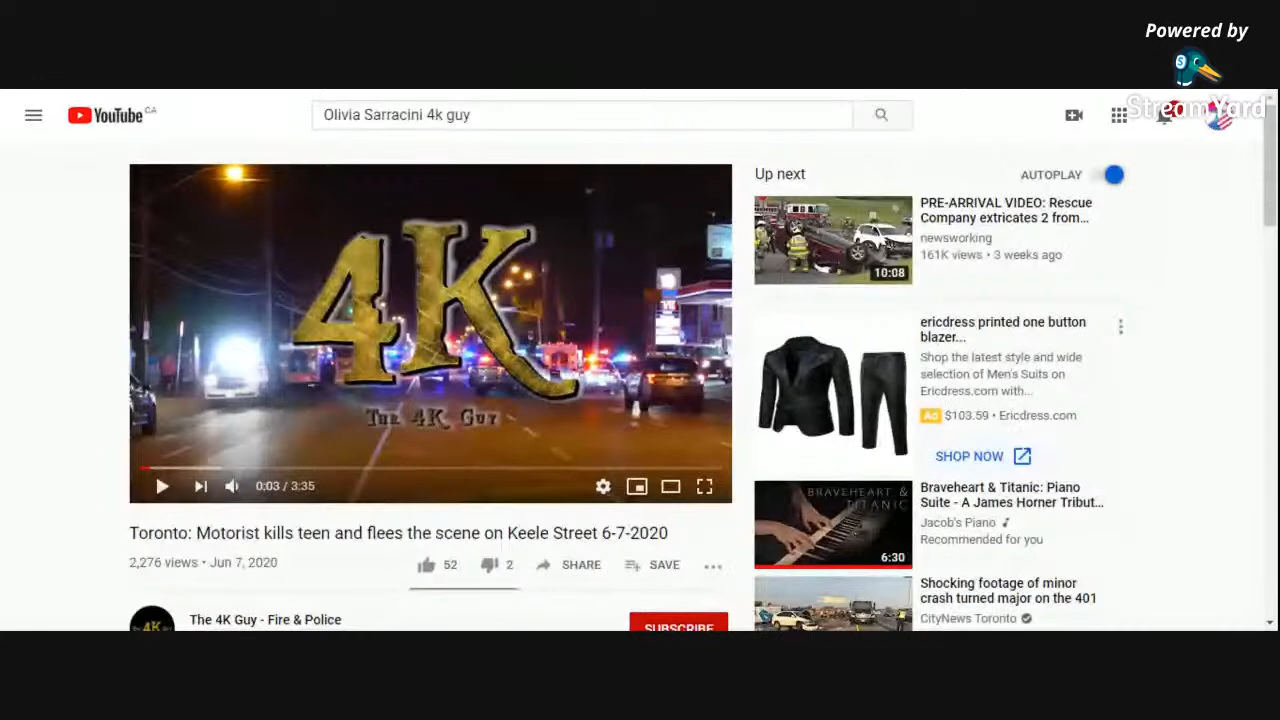 Powered by
StreamYard
YouTube CA
Olivia Sarracini 4k guy
4K
The 4K Guy
0:03 / 3:35
Toronto: Motorist kills teen and flees the scene on Keele Street 6-7-2020
2,276 views • Jun 7, 2020
52
2
SHARE
SAVE
4K
The 4K Guy - Fire & Police
SUBSCRIBE
Up next
AUTOPLAY
10:08
PRE-ARRIVAL VIDEO: Rescue
Company extricates 2 from...
newsworking
161K views • 3 weeks ago
ericdress printed one button
blazer...
Shop the latest style and wide
selection of Men's Suits on
Ericdress.com with...
Ad $103.59 • Ericdress.com
SHOP NOW
BRAVEHEART &
TITANIC
6:30
Braveheart & Titanic: Piano
Suite - A James Horner Tribut...
Jacob's Piano
Recommended for you
Shocking footage of minor
crash turned major on the 401
CityNews Toronto